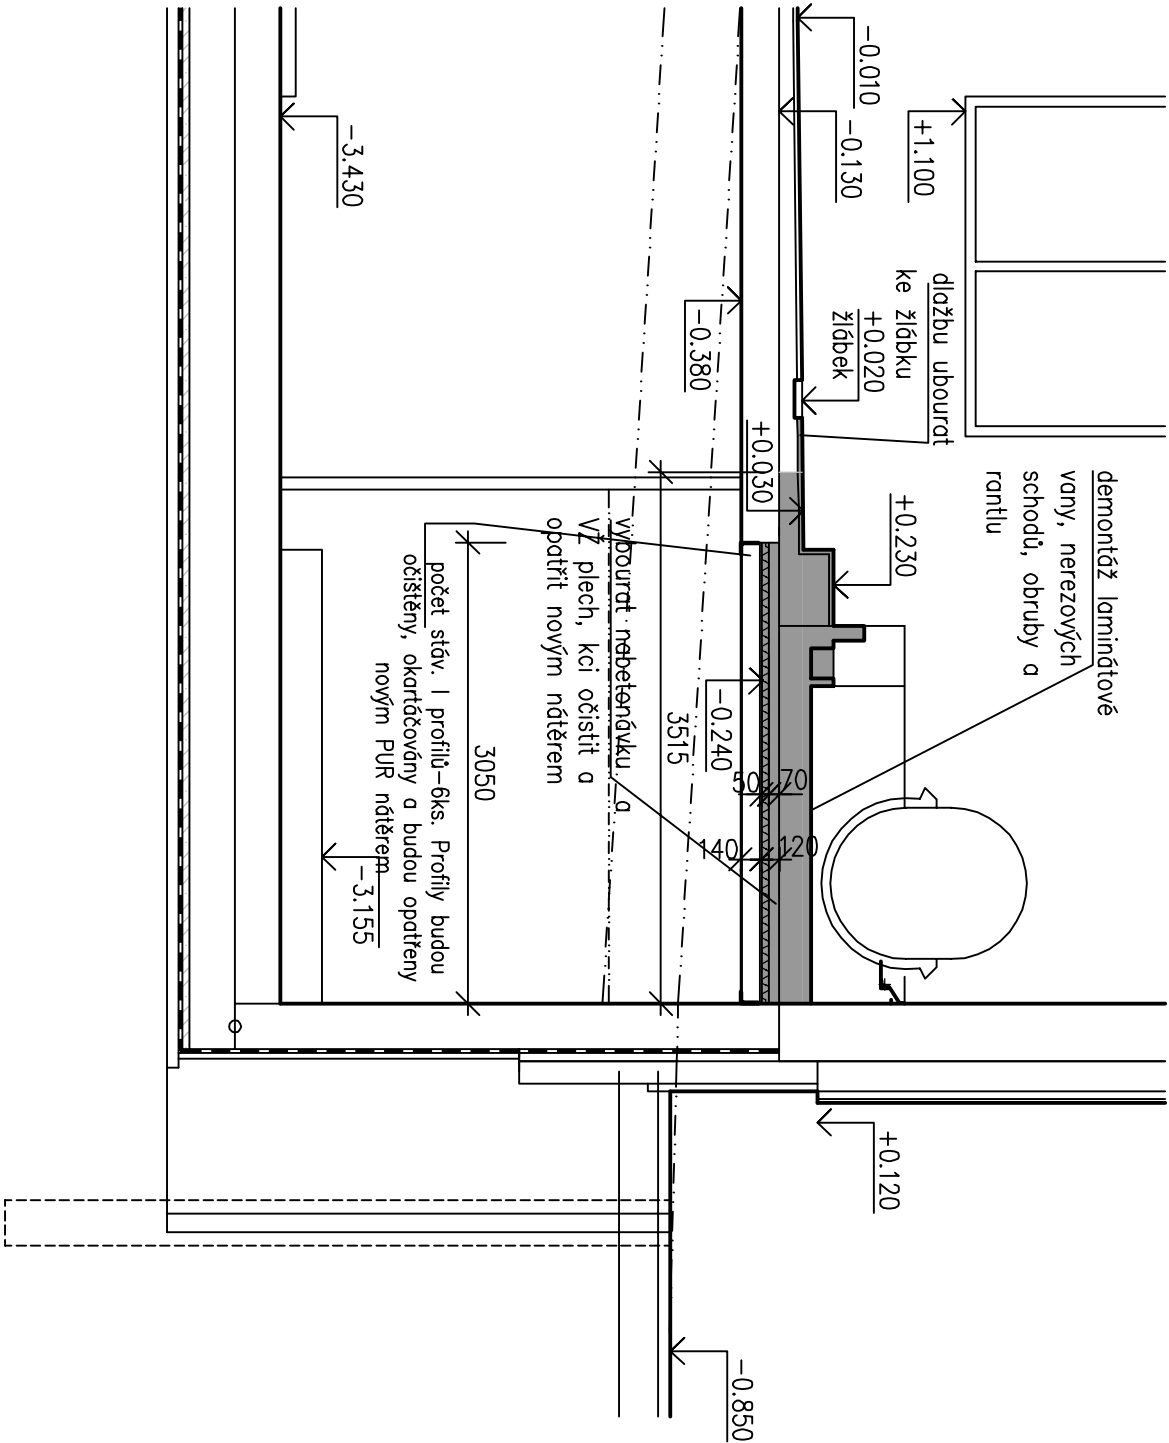 -0.010
-0.130
+1.100
-3.430
dlažbu ubourat
ke žlábku
+0.020
žlábek
-0.380
+0.030
demontáž laminátové
vany, nerezových
schodů, obruby a
rantlu
+0.230
vybourat nabetonávku a
VŽ plech, kci očistit a
opatřit novým nátěrem
počet stáv. I profilů-6ks. Profily budou
očištěny, okartáčovány a budou opatřeny
novým PUR nátěrem
3515
-0.240
3050
50
70
140
120
-3.155
+0.120
-0.850